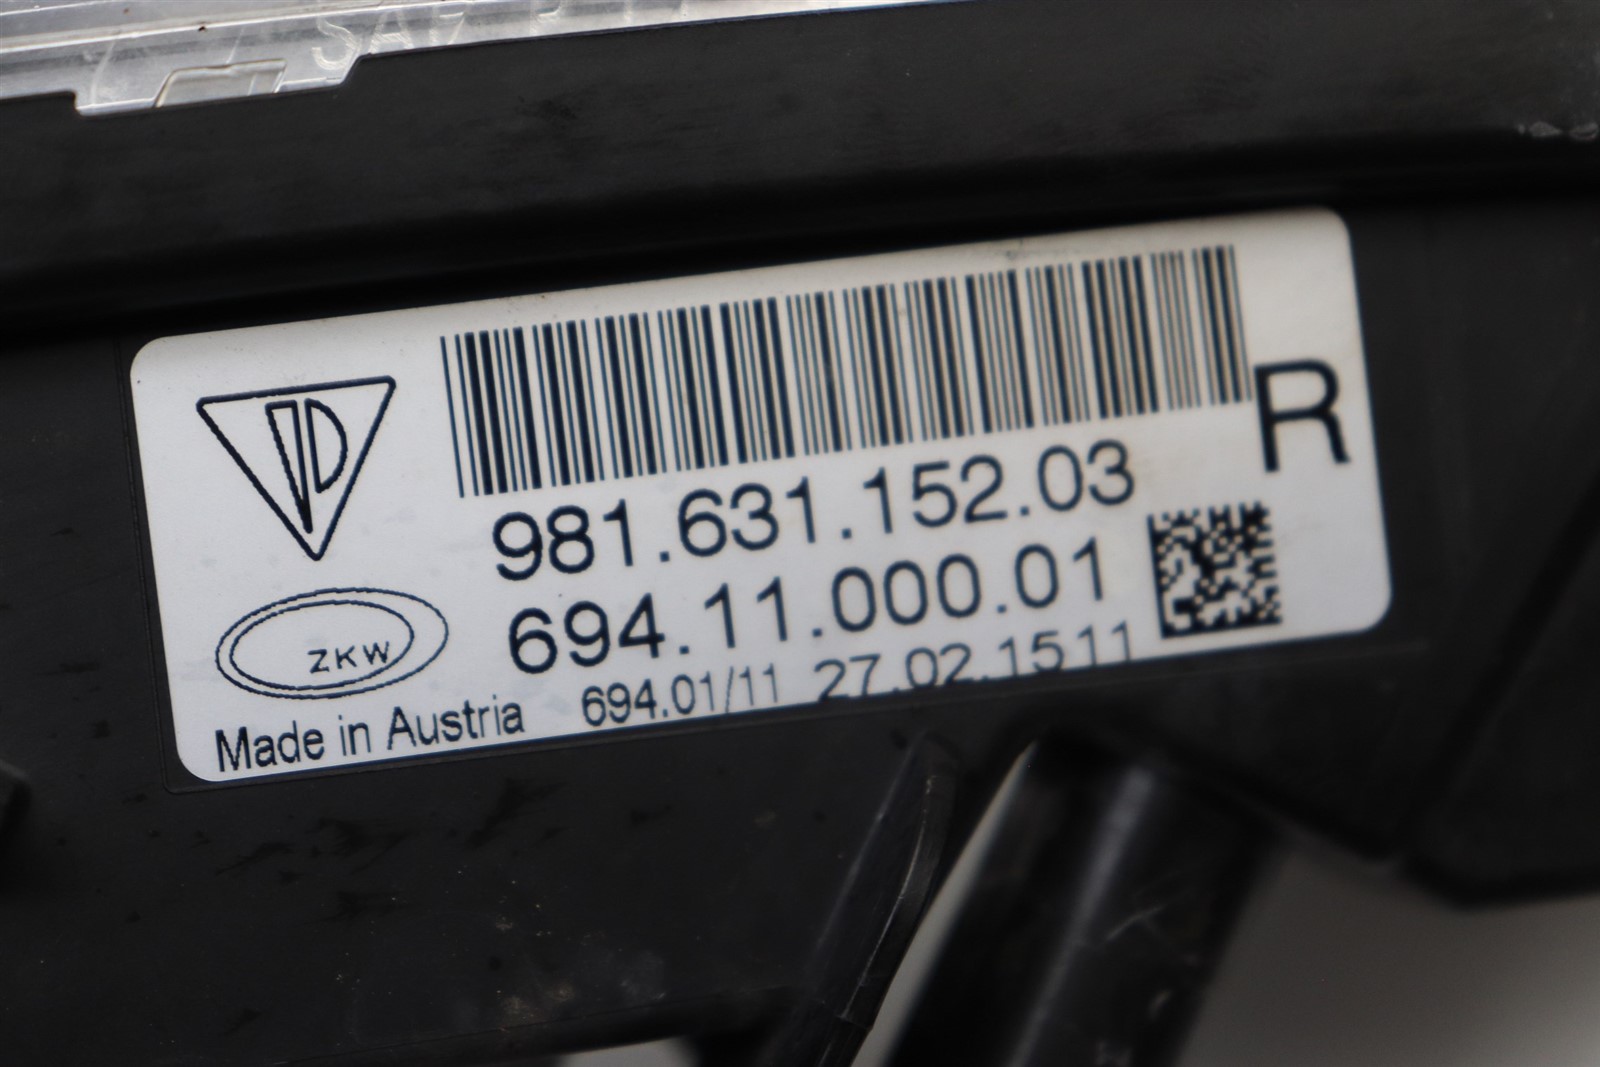 981.631.152.03
R
694.11.000.01
ZKW
Made in Austria 694.01/11 27.02.1511